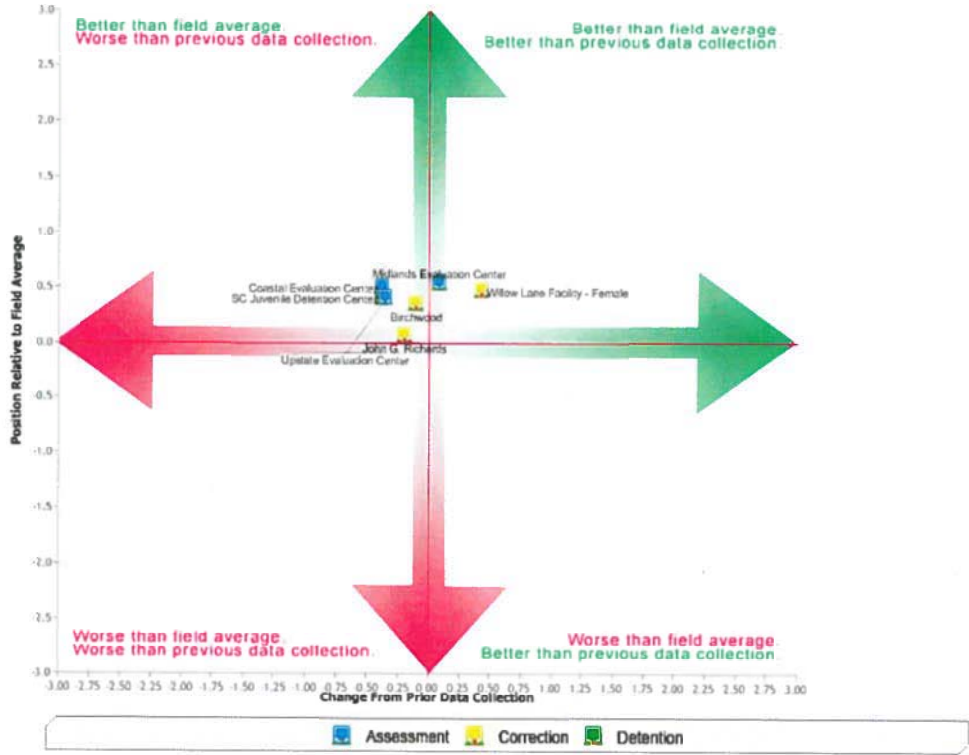 Better than field average.
Worse than previous data collection.
Better than field average.
Better than previous data collection.
3.0
2.5
2.0
1.5
1.0
0.5
0.0
-0.5
-1.0
-1.5
-2.0
-2.5
-3.0
Position Relative to Field Average
Midlands Evaluation Center
Coastal Evaluation Center
SC Juvenile Detention Center
Willow Lane Facility - Female
Birchwood
John G. Richards
Upstate Evaluation Center
Worse than field average.
Worse than previous data collection.
Worse than field average.
Better than previous data collection.
-3.00 -2.75 -2.50 -2.25 -2.00 -1.75 -1.50 -1.25 -1.00 -0.75 -0.50 -0.25 0.00 0.25 0.50 0.75 1.00 1.25 1.50 1.75 2.00 2.25 2.50 2.75 3.00
Change From Prior Data Collection
Assessment Correction Detention